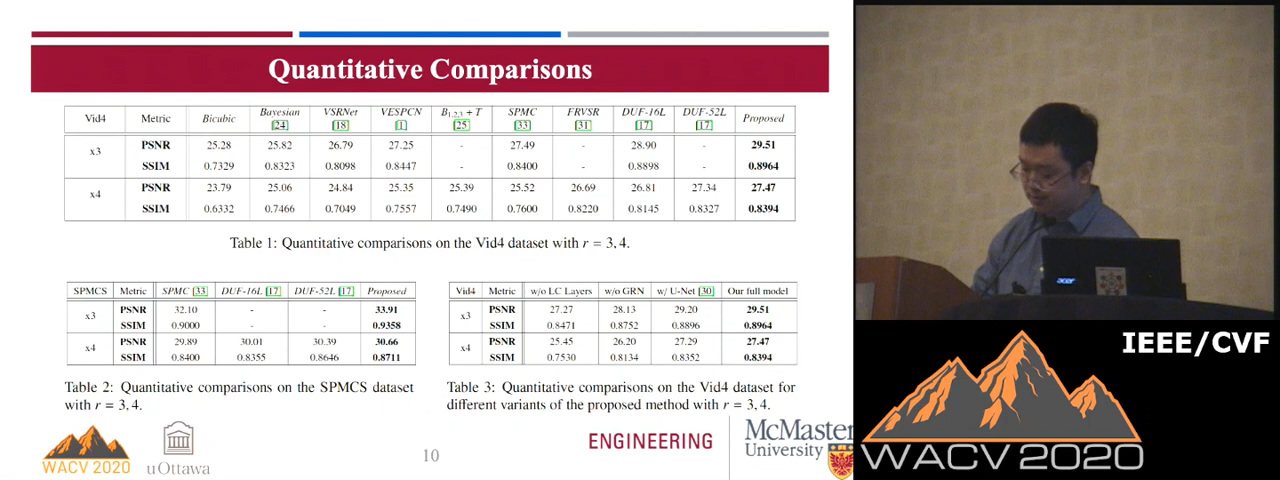 Quantitative Comparisons
Vid4 Metric Bicubic Bayesian [24] VSRNet [18] VESPCN [1] B1,2,3 + T [25] SPMC [33] FRVSR [31] DUF-16L [17] DUF-52L [17] Proposed
x3 PSNR 25.28 25.82 26.79 27.25 - 27.49 - 28.90 - 29.51
SSIM 0.7329 0.8323 0.8098 0.8447 - 0.8400 - 0.8898 - 0.8964
x4 PSNR 23.79 25.06 24.84 25.35 25.39 25.52 26.69 26.81 27.34 27.47
SSIM 0.6332 0.7466 0.7049 0.7557 0.7490 0.7600 0.8220 0.8145 0.8327 0.8394
Table 1: Quantitative comparisons on the Vid4 dataset with r = 3, 4.
SPMCS Metric SPMC [33] DUF-16L [17] DUF-52L [17] Proposed
x3 PSNR 32.10 - - 33.91
SSIM 0.9000 - - 0.9358
x4 PSNR 29.89 30.01 30.39 30.66
SSIM 0.8400 0.8355 0.8646 0.8711
Table 2: Quantitative comparisons on the SPMCS dataset
with r = 3, 4.
Vid4 Metric w/o LC Layers w/o GRN w/ U-Net [30] Our full model
x3 PSNR 27.27 28.13 29.20 29.51
SSIM 0.8471 0.8752 0.8896 0.8964
x4 PSNR 25.45 26.20 27.29 27.47
SSIM 0.7530 0.8134 0.8352 0.8394
Table 3: Quantitative comparisons on the Vid4 dataset for
different variants of the proposed method with r = 3, 4.
WACV 2020
uOttawa
10
ENGINEERING
McMaster
University
acer
IEEE/CVF
WACV 2020